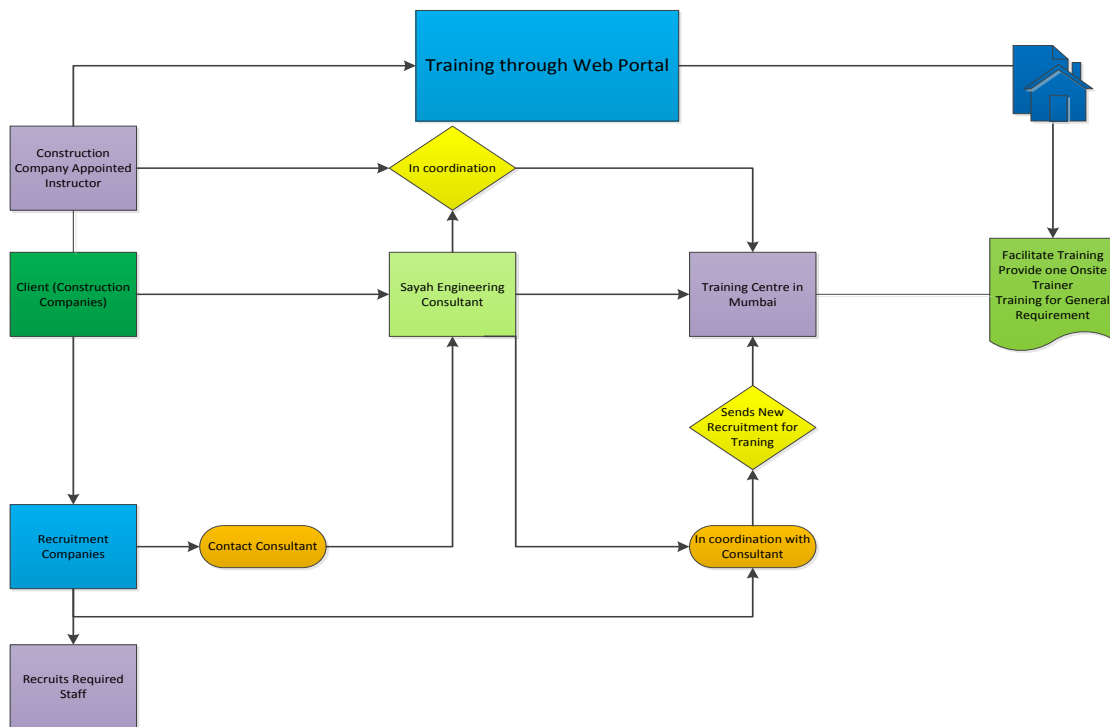 Training through Web Portal
Construction
Company Appointed
Instructor
In coordination
Client (Construction
Companies)
Sayah Engineering
Consultant
Training Centre in
Mumbai
Facilitate Training
Provide one Onsite
Trainer
Training for General
Requirement
Sends New
Recruitment for
Traning
Recruitment
Companies
Contact Consultant
In coordination with
Consultant
Recruits Required
Staff